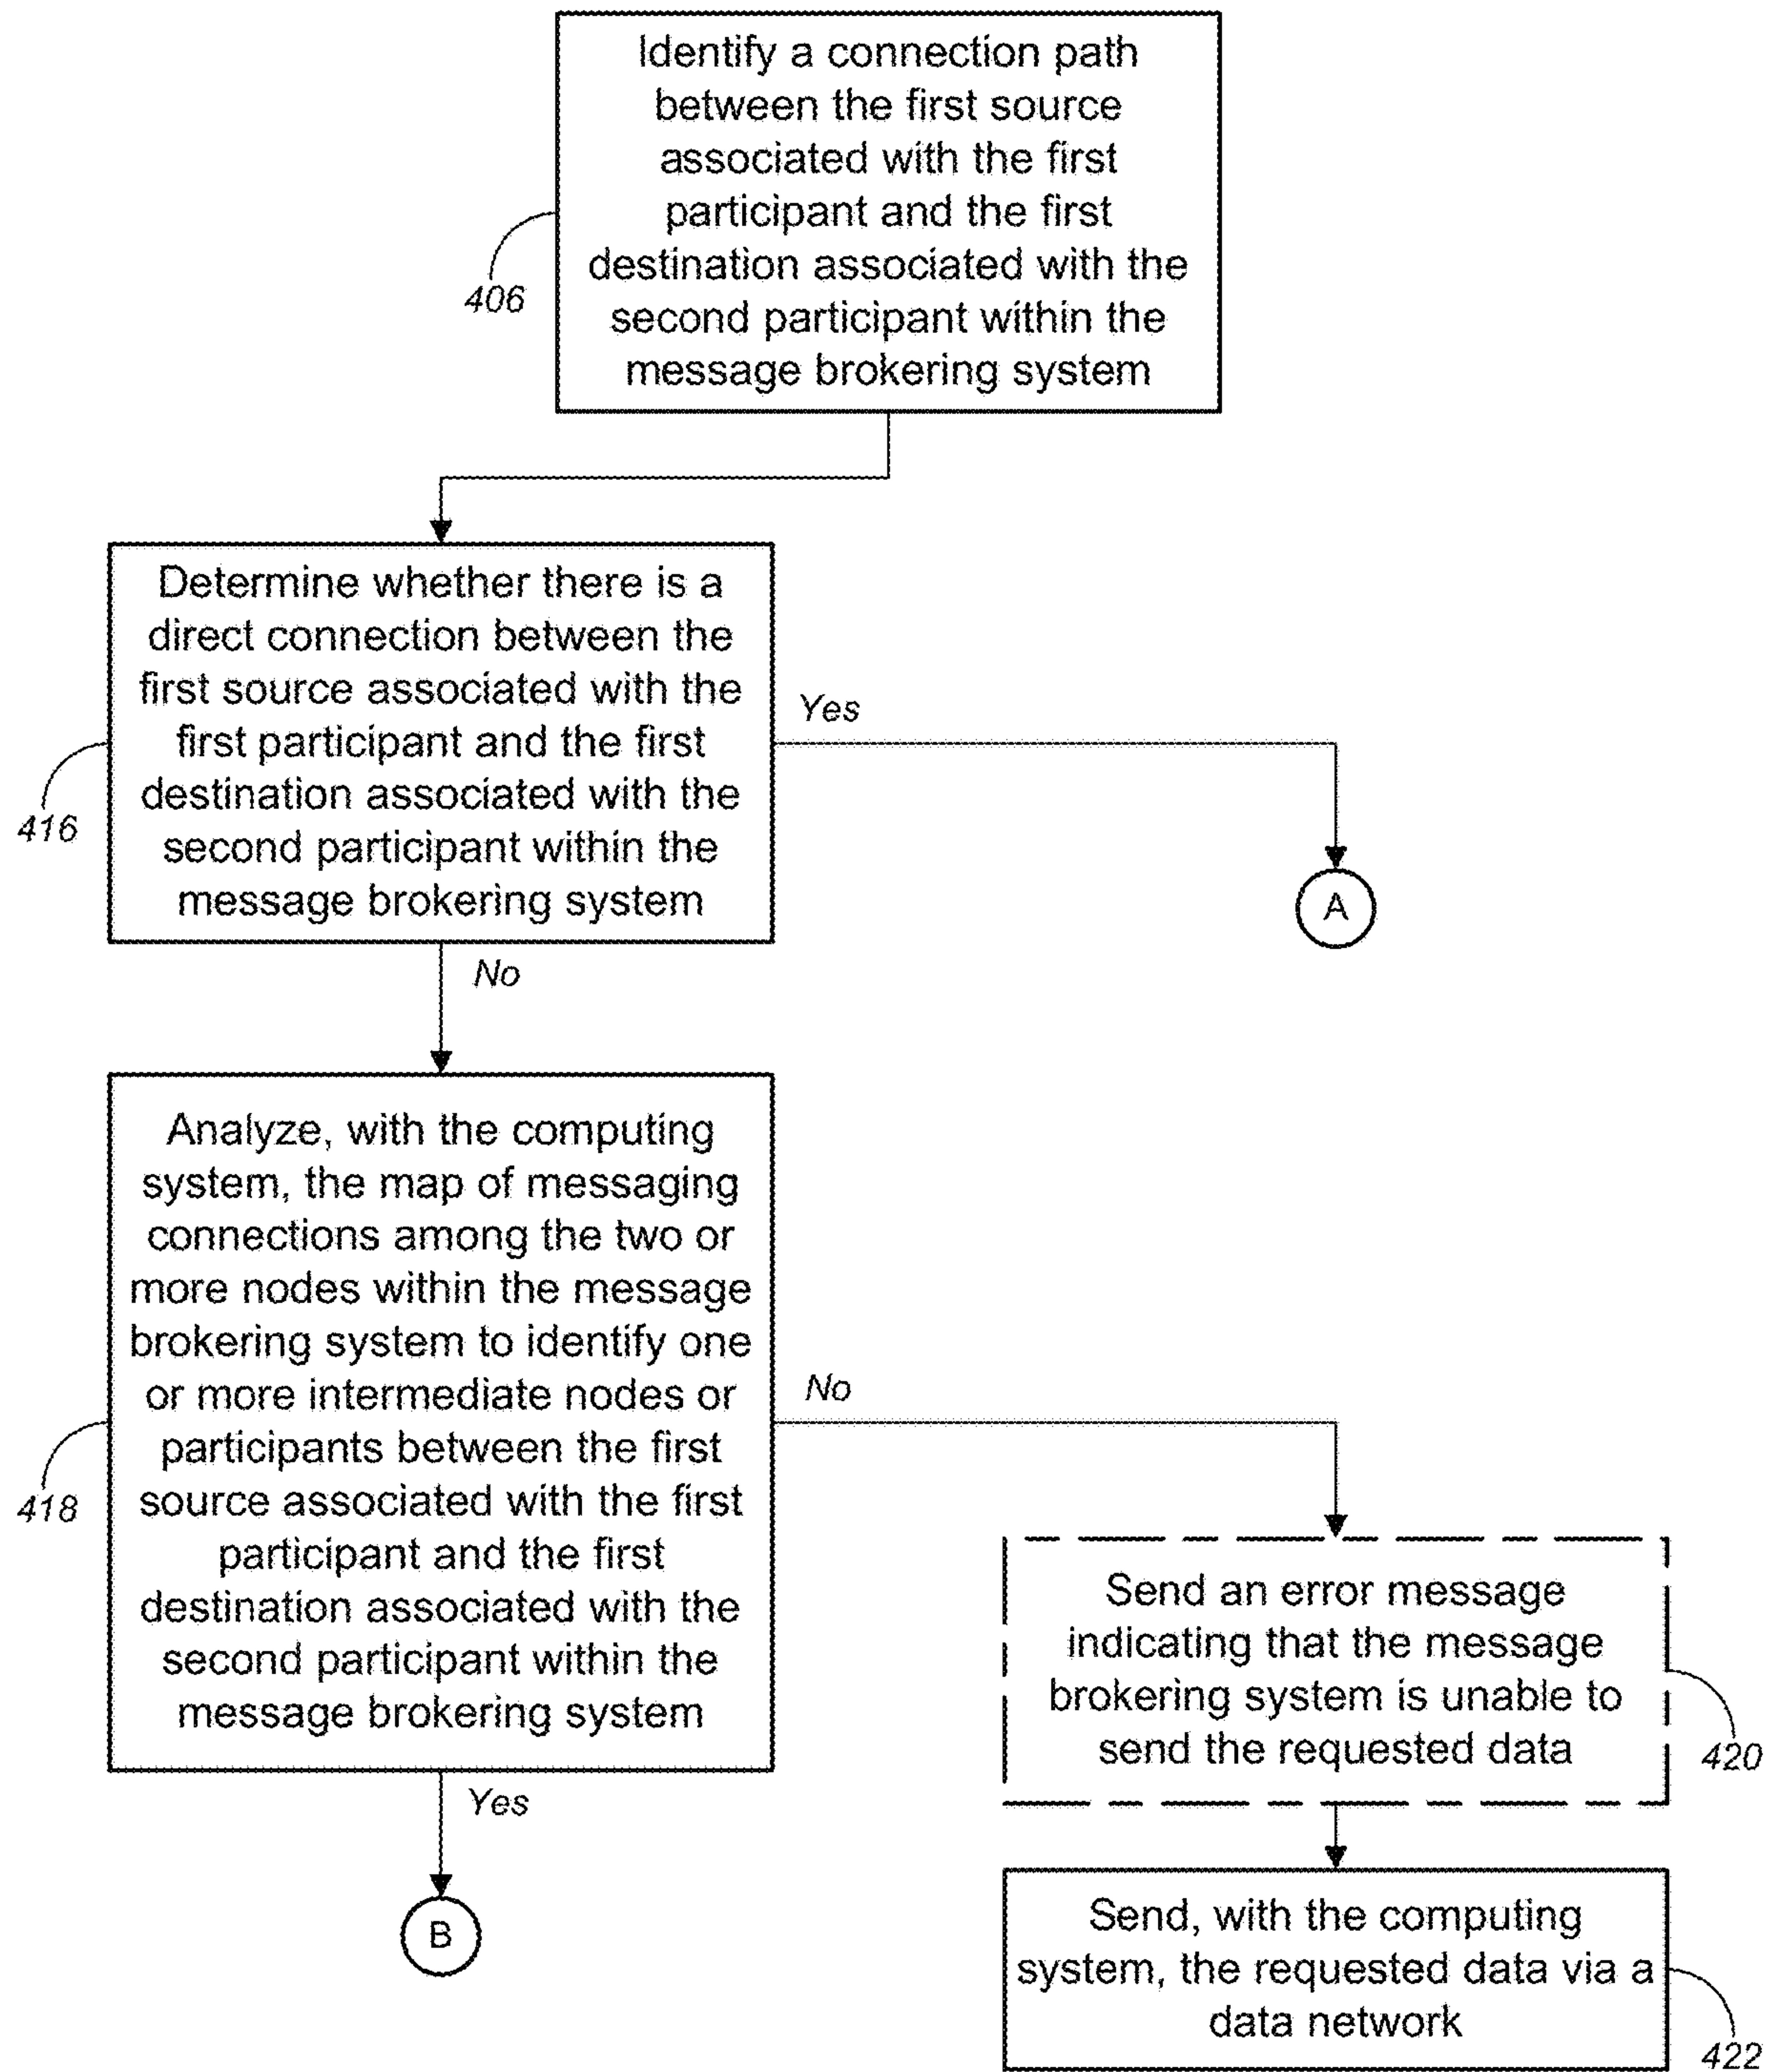 Identify a connection path
between the first source
associated with the first
participant and the first
destination associated with the
second participant within the
message brokering system
406
Determine whether there is a
direct connection between the
first source associated with the
first participant and the first
destination associated with the
second participant within the
message brokering system
416
Yes
A
No
Analyze, with the computing
system, the map of messaging
connections among the two or
more nodes within the message
brokering system to identify one
or more intermediate nodes or
participants between the first
source associated with the first
participant and the first
destination associated with the
second participant within the
message brokering system
418
No
Send an error message
indicating that the message
brokering system is unable to
send the requested data
420
Yes
B
Send, with the computing
system, the requested data via a
data network
422